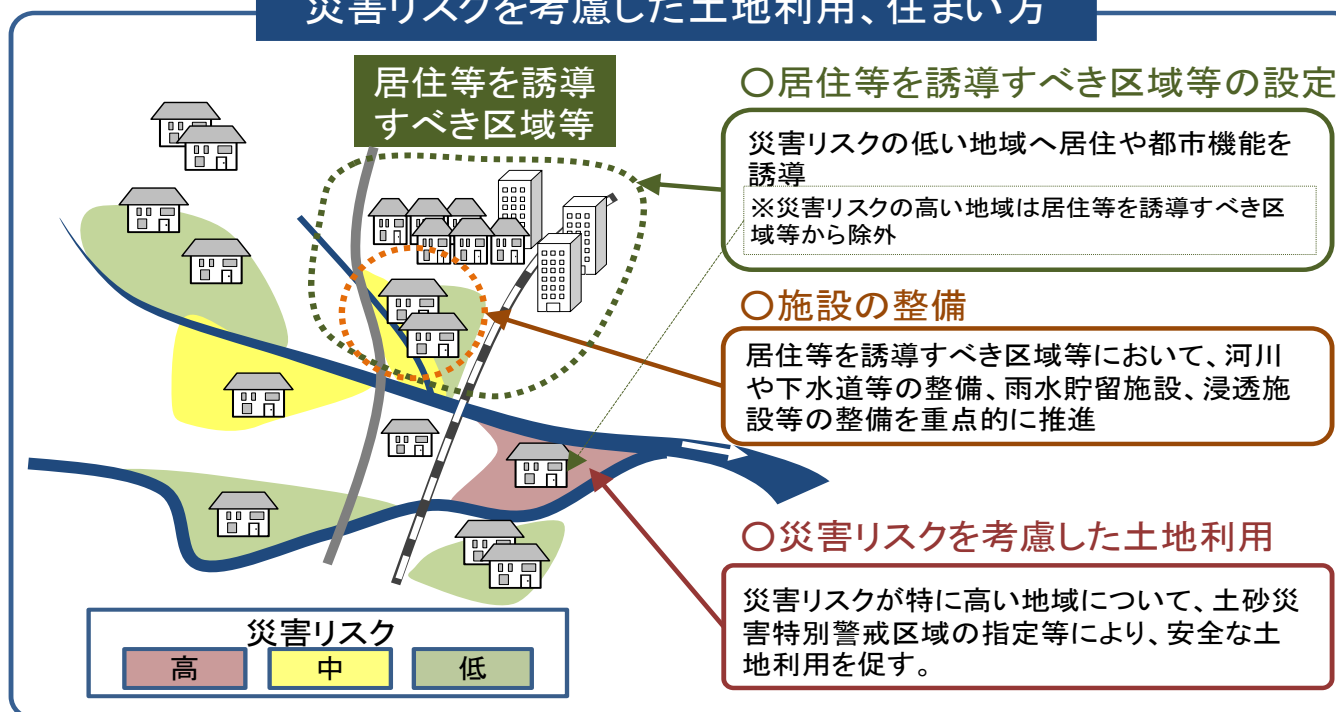 災害リスクを考慮した土地利用、住まい方
居住等を誘導
すべき区域等
〇居住等を誘導すべき区域等の設定
災害リスクの低い地域へ居住や都市機能を
誘導
※災害リスクの高い地域は居住等を誘導すべき区
域等から除外
〇施設の整備
居住等を誘導すべき区域等において、河川
や下水道等の整備、雨水貯留施設、浸透施
設等の整備を重点的に推進
〇災害リスクを考慮した土地利用
災害リスクが特に高い地域について、土砂災
害特別警戒区域の指定等により、安全な土
地利用を促す。
災害リスク
高 中 低